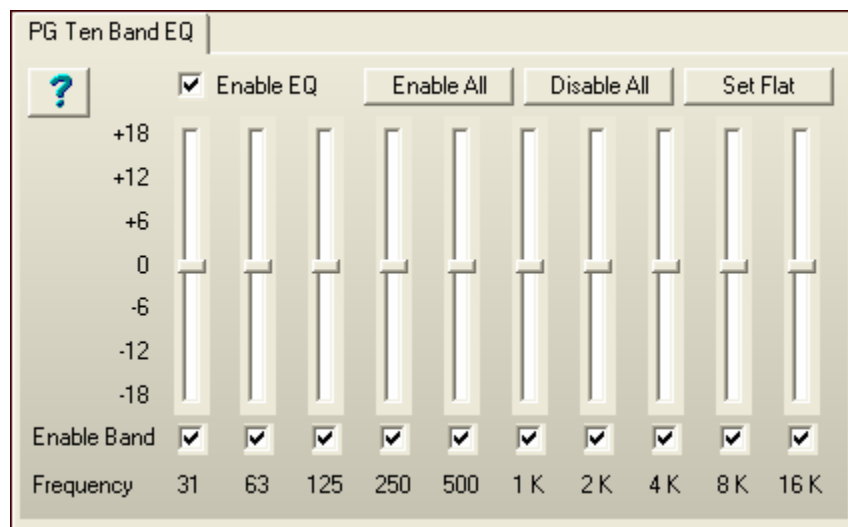 PG Ten Band EQ
? Enable EQ Enable All Disable All Set Flat
+18
+12
+6
0
-6
-12
-18
Enable Band
Frequency 31 63 125 250 500 1 K 2 K 4 K 8 K 16 K